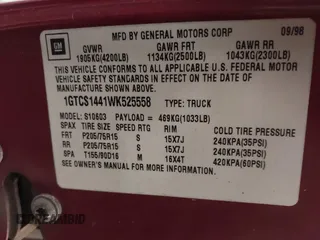 GM
MFD BY GENERAL MOTORS CORP 09/98
GVWR GAWR FRT GAWR RR
1905KG(4200LB) 1134KG(2500LB) 1043KG(2300LB)
THIS VEHICLE CONFORMS TO ALL APPLICABLE U.S. FEDERAL MOTOR
VEHICLE SAFETY STANDARDS IN EFFECT ON THE DATE OF
MANUFACTURE SHOWN ABOVE.
1GTCS1441WK525558 TYPE: TRUCK
MODEL: S10603 PAYLOAD = 469KG(1033LB)
SPAX TIRE SIZE SPEED RTG RIM COLD TIRE PRESSURE
FRT P205/75R15 S 15X7J 240KPA(35PSI)
RR P205/75R15 S 15X7J 240KPA(35PSI)
SPA T155/90D16 M 16X4T 420KPA(60PSI)
SEE OWNER'S MANUAL FOR MORE INFORMATION.